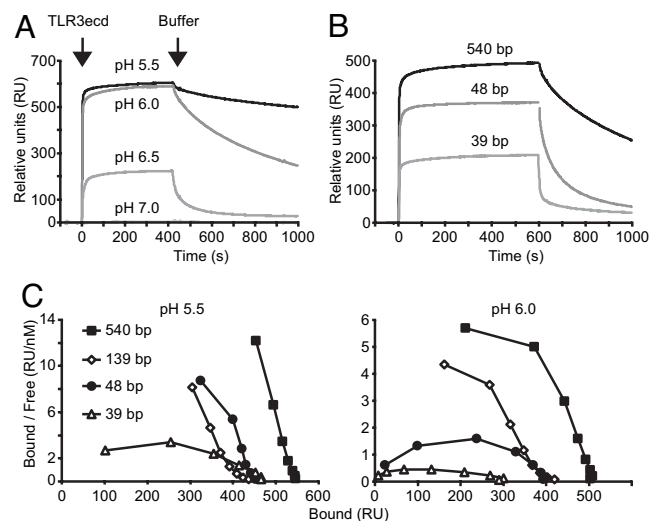 A
B
TLR3ecd
Buffer
Relative units (RU)
700
500
300
200
100
0
pH 5.5
pH 6.0
pH 6.5
pH 7.0
0 200 400 600 800 1000
Time (s)
Relative units (RU)
500
400
300
200
100
0
540 bp
48 bp
39 bp
0 200 400 600 800 1000
Time (s)
C
pH 5.5
Bound / Free (RU/nM)
14
10
6
2
0
540 bp
139 bp
48 bp
39 bp
0 100 200 300 400 500 600
pH 6.0
6
5
4
3
2
1
0
0 100 200 300 400 500
Bound (RU)